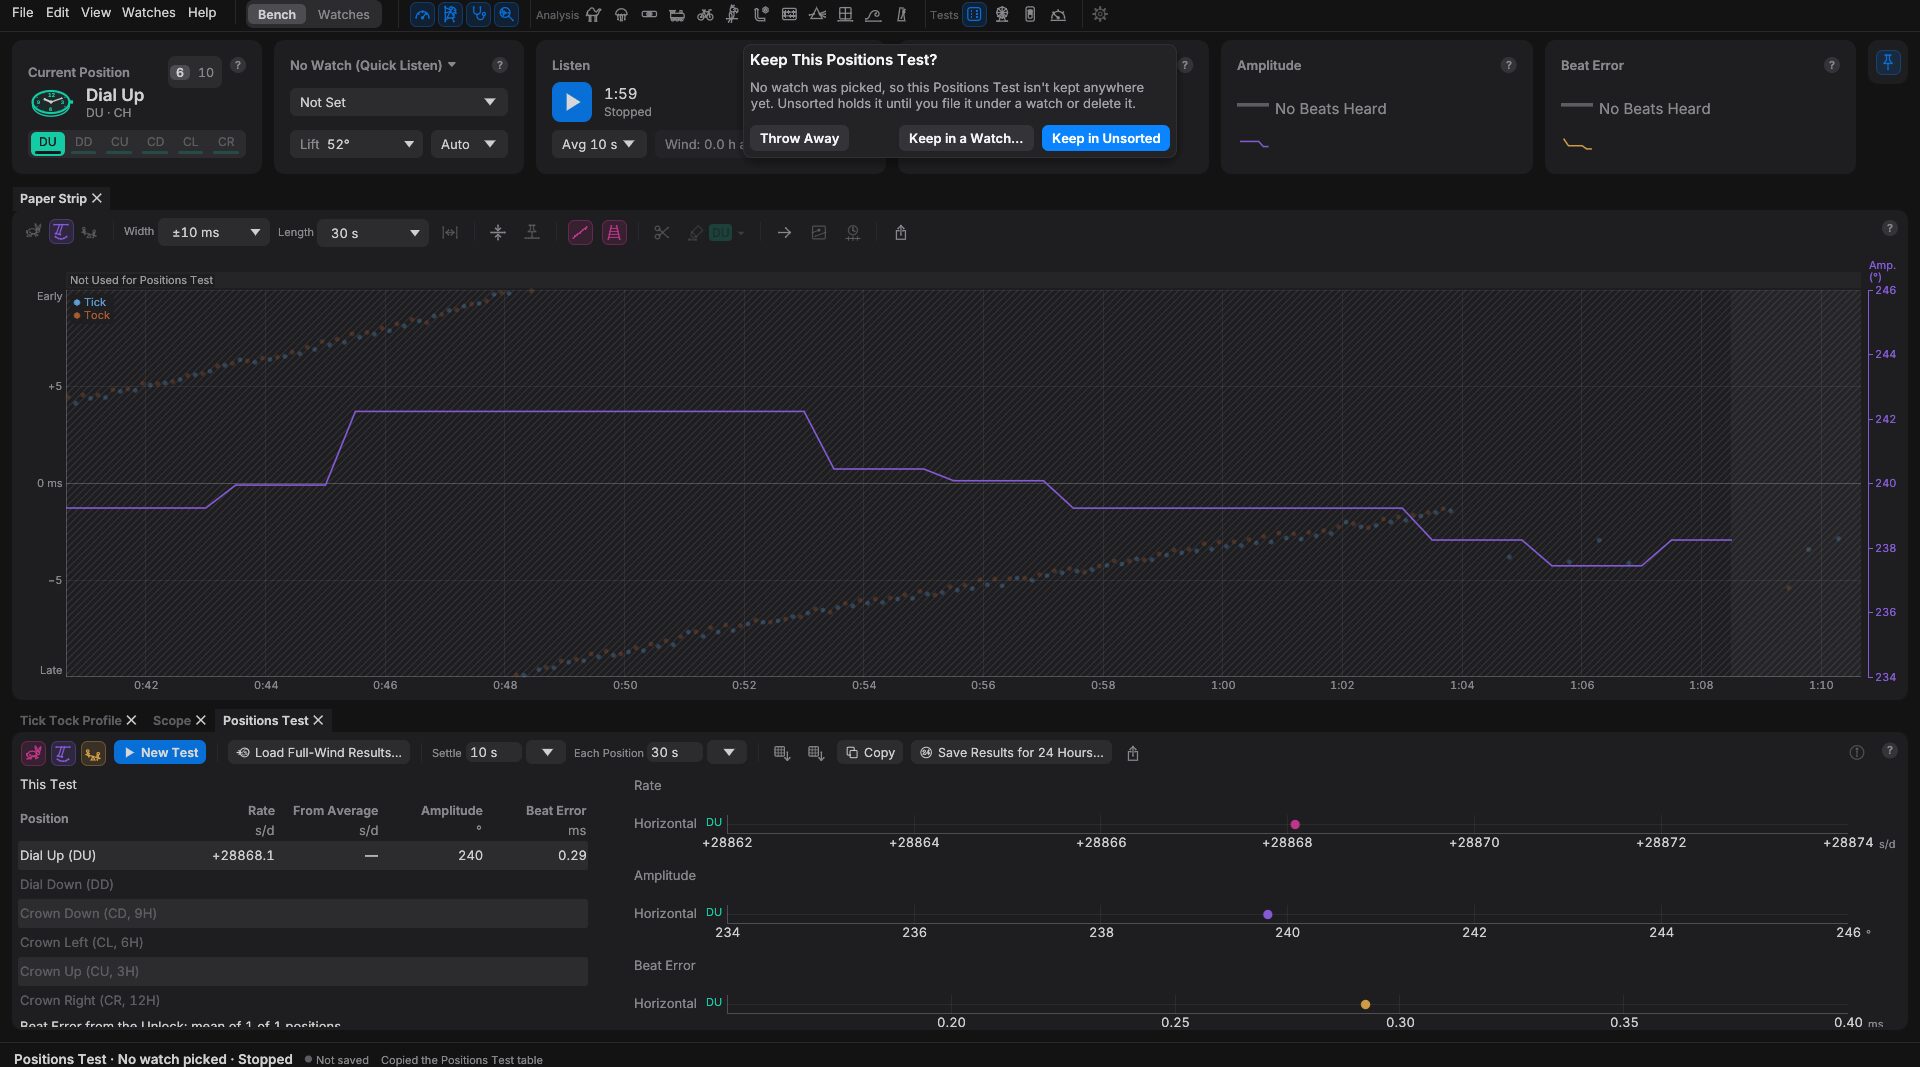 File Edit View Watches Help
Bench Watches
Analysis
Tests
Current Position
6 10
?
Dial Up
DU · CH
DU DD CU CD CL CR
No Watch (Quick Listen)
?
Not Set
Lift 52°
Auto
Listen
1:59
Stopped
Avg 10 s
Wind: 0.0 h a
Keep This Positions Test?
No watch was picked, so this Positions Test isn't kept anywhere
yet. Unsorted holds it until you file it under a watch or delete it.
Throw Away
Keep in a Watch...
Keep in Unsorted
?
Amplitude
?
No Beats Heard
Beat Error
?
No Beats Heard
Paper Strip
Width ±10 ms
Length 30 s
DU
?
Not Used for Positions Test
Amp.
(°)
Early
Tick
Tock
+5
0 ms
−5
Late
246
244
242
240
238
236
234
0:42 0:44 0:46 0:48 0:50 0:52 0:54 0:56 0:58 1:00 1:02 1:04 1:06 1:08 1:10
Tick Tock Profile
Scope
Positions Test
New Test
Load Full-Wind Results...
Settle 10 s
Each Position 30 s
Copy
24
Save Results for 24 Hours...
?
This Test
Position
Rate From Average Amplitude Beat Error
s/d s/d ° ms
Dial Up (DU) +28868.1 — 240 0.29
Dial Down (DD)
Crown Down (CD, 9H)
Crown Left (CL, 6H)
Crown Up (CU, 3H)
Crown Right (CR, 12H)
Beat Error from the Unlock: mean of 1 of 1 positions
Rate
Horizontal DU
+28862 +28864 +28866 +28868 +28870 +28872 +28874 s/d
Amplitude
Horizontal DU
234 236 238 240 242 244 246 °
Beat Error
Horizontal DU
0.20 0.25 0.30 0.35 0.40 ms
Positions Test · No watch picked · Stopped
Not saved
Copied the Positions Test table